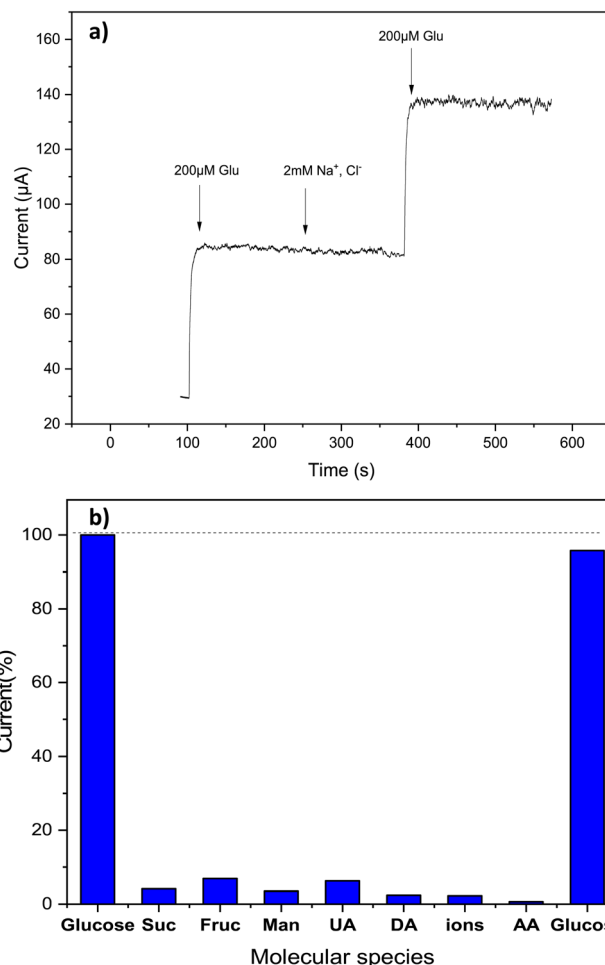 a)
200µM Glu
200µM Glu
2mM Na⁺, Cl⁻
Current (µA)
160
140
120
100
80
60
40
20
0
100
200
300
400
500
600
Time (s)
b)
Current(%)
100
80
60
40
20
0
Glucose Suc Fruc Man UA DA ions AA Glucos
Molecular species